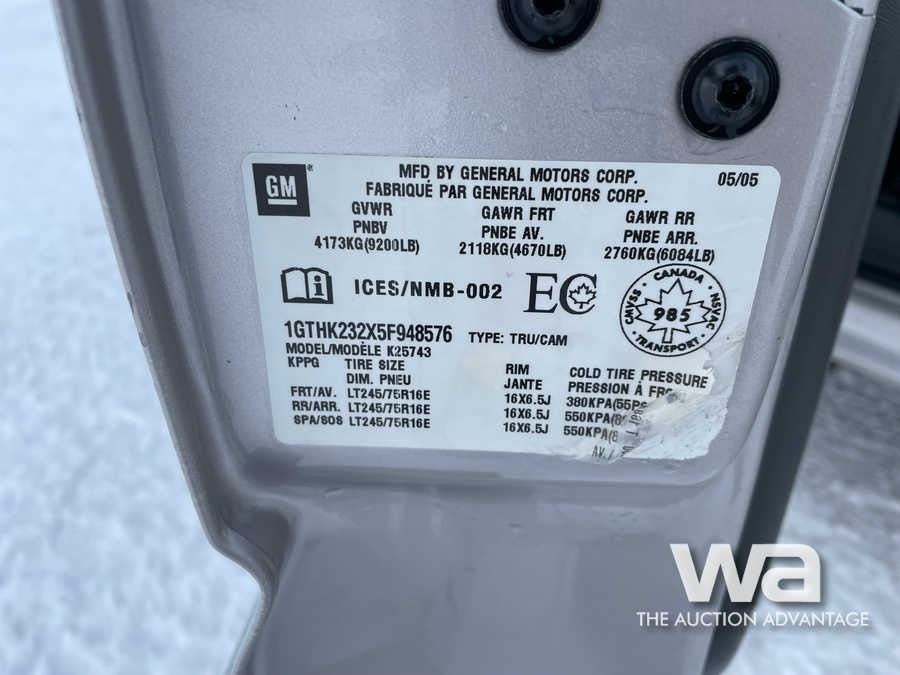 GM
MFD BY GENERAL MOTORS CORP. 05/05
FABRIQUÉ PAR GENERAL MOTORS CORP.
GVWR GAWR FRT GAWR RR
PNBV PNBE AV. PNBE ARR.
4173KG(9200LB) 2118KG(4670LB) 2760KG(6084LB)
ICES/NMB-002 EC
CANADA CMVSS NSVAC 985 TRANSPORT
1GTHK232X5F948576 TYPE: TRU/CAM
MODEL/MODÈLE K25743
KPPG TIRE SIZE RIM COLD TIRE PRESSURE
DIM. PNEU JANTE PRESSION À
FRT/AV. LT245/75R16E 16X6.5J 380KPA(55
RR/ARR. LT245/75R16E 16X6.5J 550KPA(
SPA/SOS LT245/75R16E 16X6.5J 550KPA(
AV./
wa
THE AUCTION ADVANTAGE